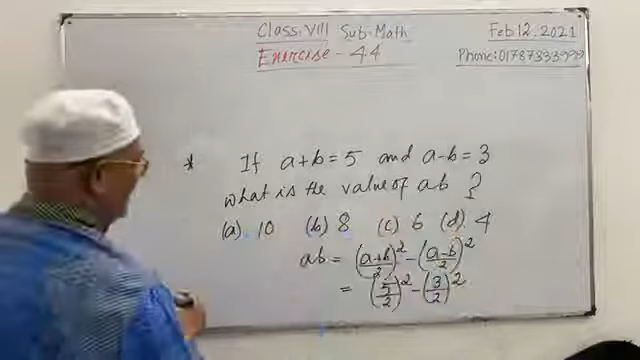 Class: VIII Sub-Math Feb 12, 2021
Exercise - 4.4 Phone: 01787333999
* If a+b = 5 and a-b = 3
what is the value of ab ?
(a) 10 (b) 8 (c) 6 (d) 4
ab = (a+b/2)² - (a-b/2)²
= (5/2)² - (3/2)²